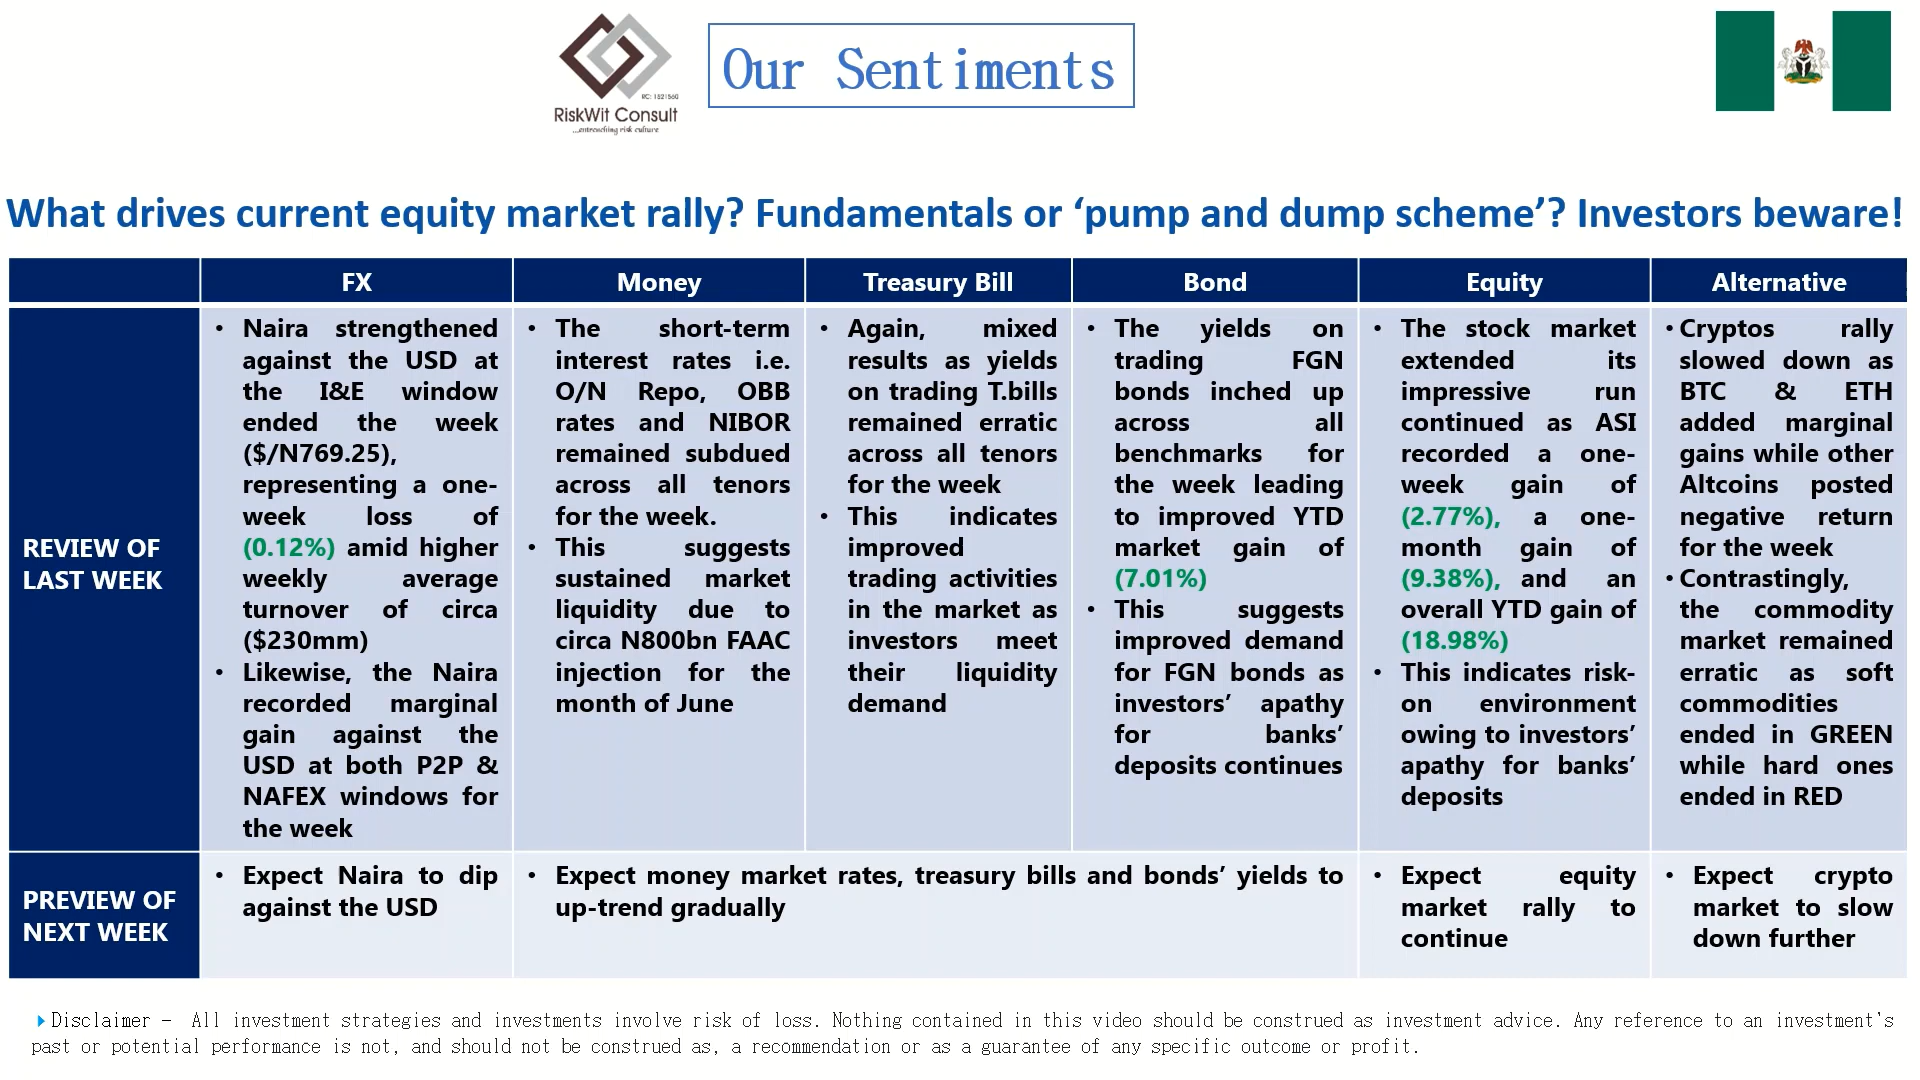 RC: 1521560
RiskWit Consult
...entrenching risk culture
Our Sentiments
What drives current equity market rally? Fundamentals or ‘pump and dump scheme’? Investors beware!
FX
Money
Treasury Bill
Bond
Equity
Alternative
REVIEW OF
LAST WEEK
• Naira strengthened
against the USD at
the I&E window
ended the week
($/N769.25),
representing a one-
week loss of
(0.12%) amid higher
weekly average
turnover of circa
($230mm)
• Likewise, the Naira
recorded marginal
gain against the
USD at both P2P &
NAFEX windows for
the week
• The short-term
interest rates i.e.
O/N Repo, OBB
rates and NIBOR
remained subdued
across all tenors
for the week.
• This suggests
sustained market
liquidity due to
circa N800bn FAAC
injection for the
month of June
• Again, mixed
results as yields
on trading T.bills
remained erratic
across all tenors
for the week
• This indicates
improved
trading activities
in the market as
investors meet
their liquidity
demand
• The yields on
trading FGN
bonds inched up
across all
benchmarks for
the week leading
to improved YTD
market gain of
(7.01%)
• This suggests
improved demand
for FGN bonds as
investors’ apathy
for banks’
deposits continues
• The stock market
extended its
impressive run
continued as ASI
recorded a one-
week gain of
(2.77%), a one-
month gain of
(9.38%), and an
overall YTD gain of
(18.98%)
• This indicates risk-
on environment
owing to investors’
apathy for banks’
deposits
• Cryptos rally
slowed down as
BTC & ETH
added marginal
gains while other
Altcoins posted
negative return
for the week
• Contrastingly,
the commodity
market remained
erratic as soft
commodities
ended in GREEN
while hard ones
ended in RED
PREVIEW OF
NEXT WEEK
• Expect Naira to dip
against the USD
• Expect money market rates, treasury bills and bonds’ yields to
up-trend gradually
• Expect equity
market rally to
continue
• Expect crypto
market to slow
down further
Disclaimer – All investment strategies and investments involve risk of loss. Nothing contained in this video should be construed as investment advice. Any reference to an investment's
past or potential performance is not, and should not be construed as, a recommendation or as a guarantee of any specific outcome or profit.